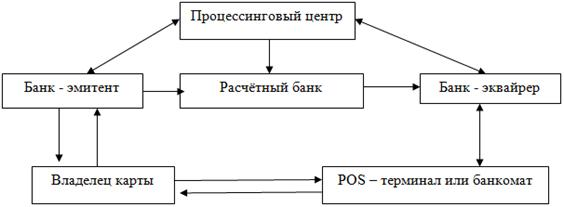 Процессинговый центр
Банк - эмитент
Расчётный банк
Банк - эквайрер
Владелец карты
POS – терминал или банкомат